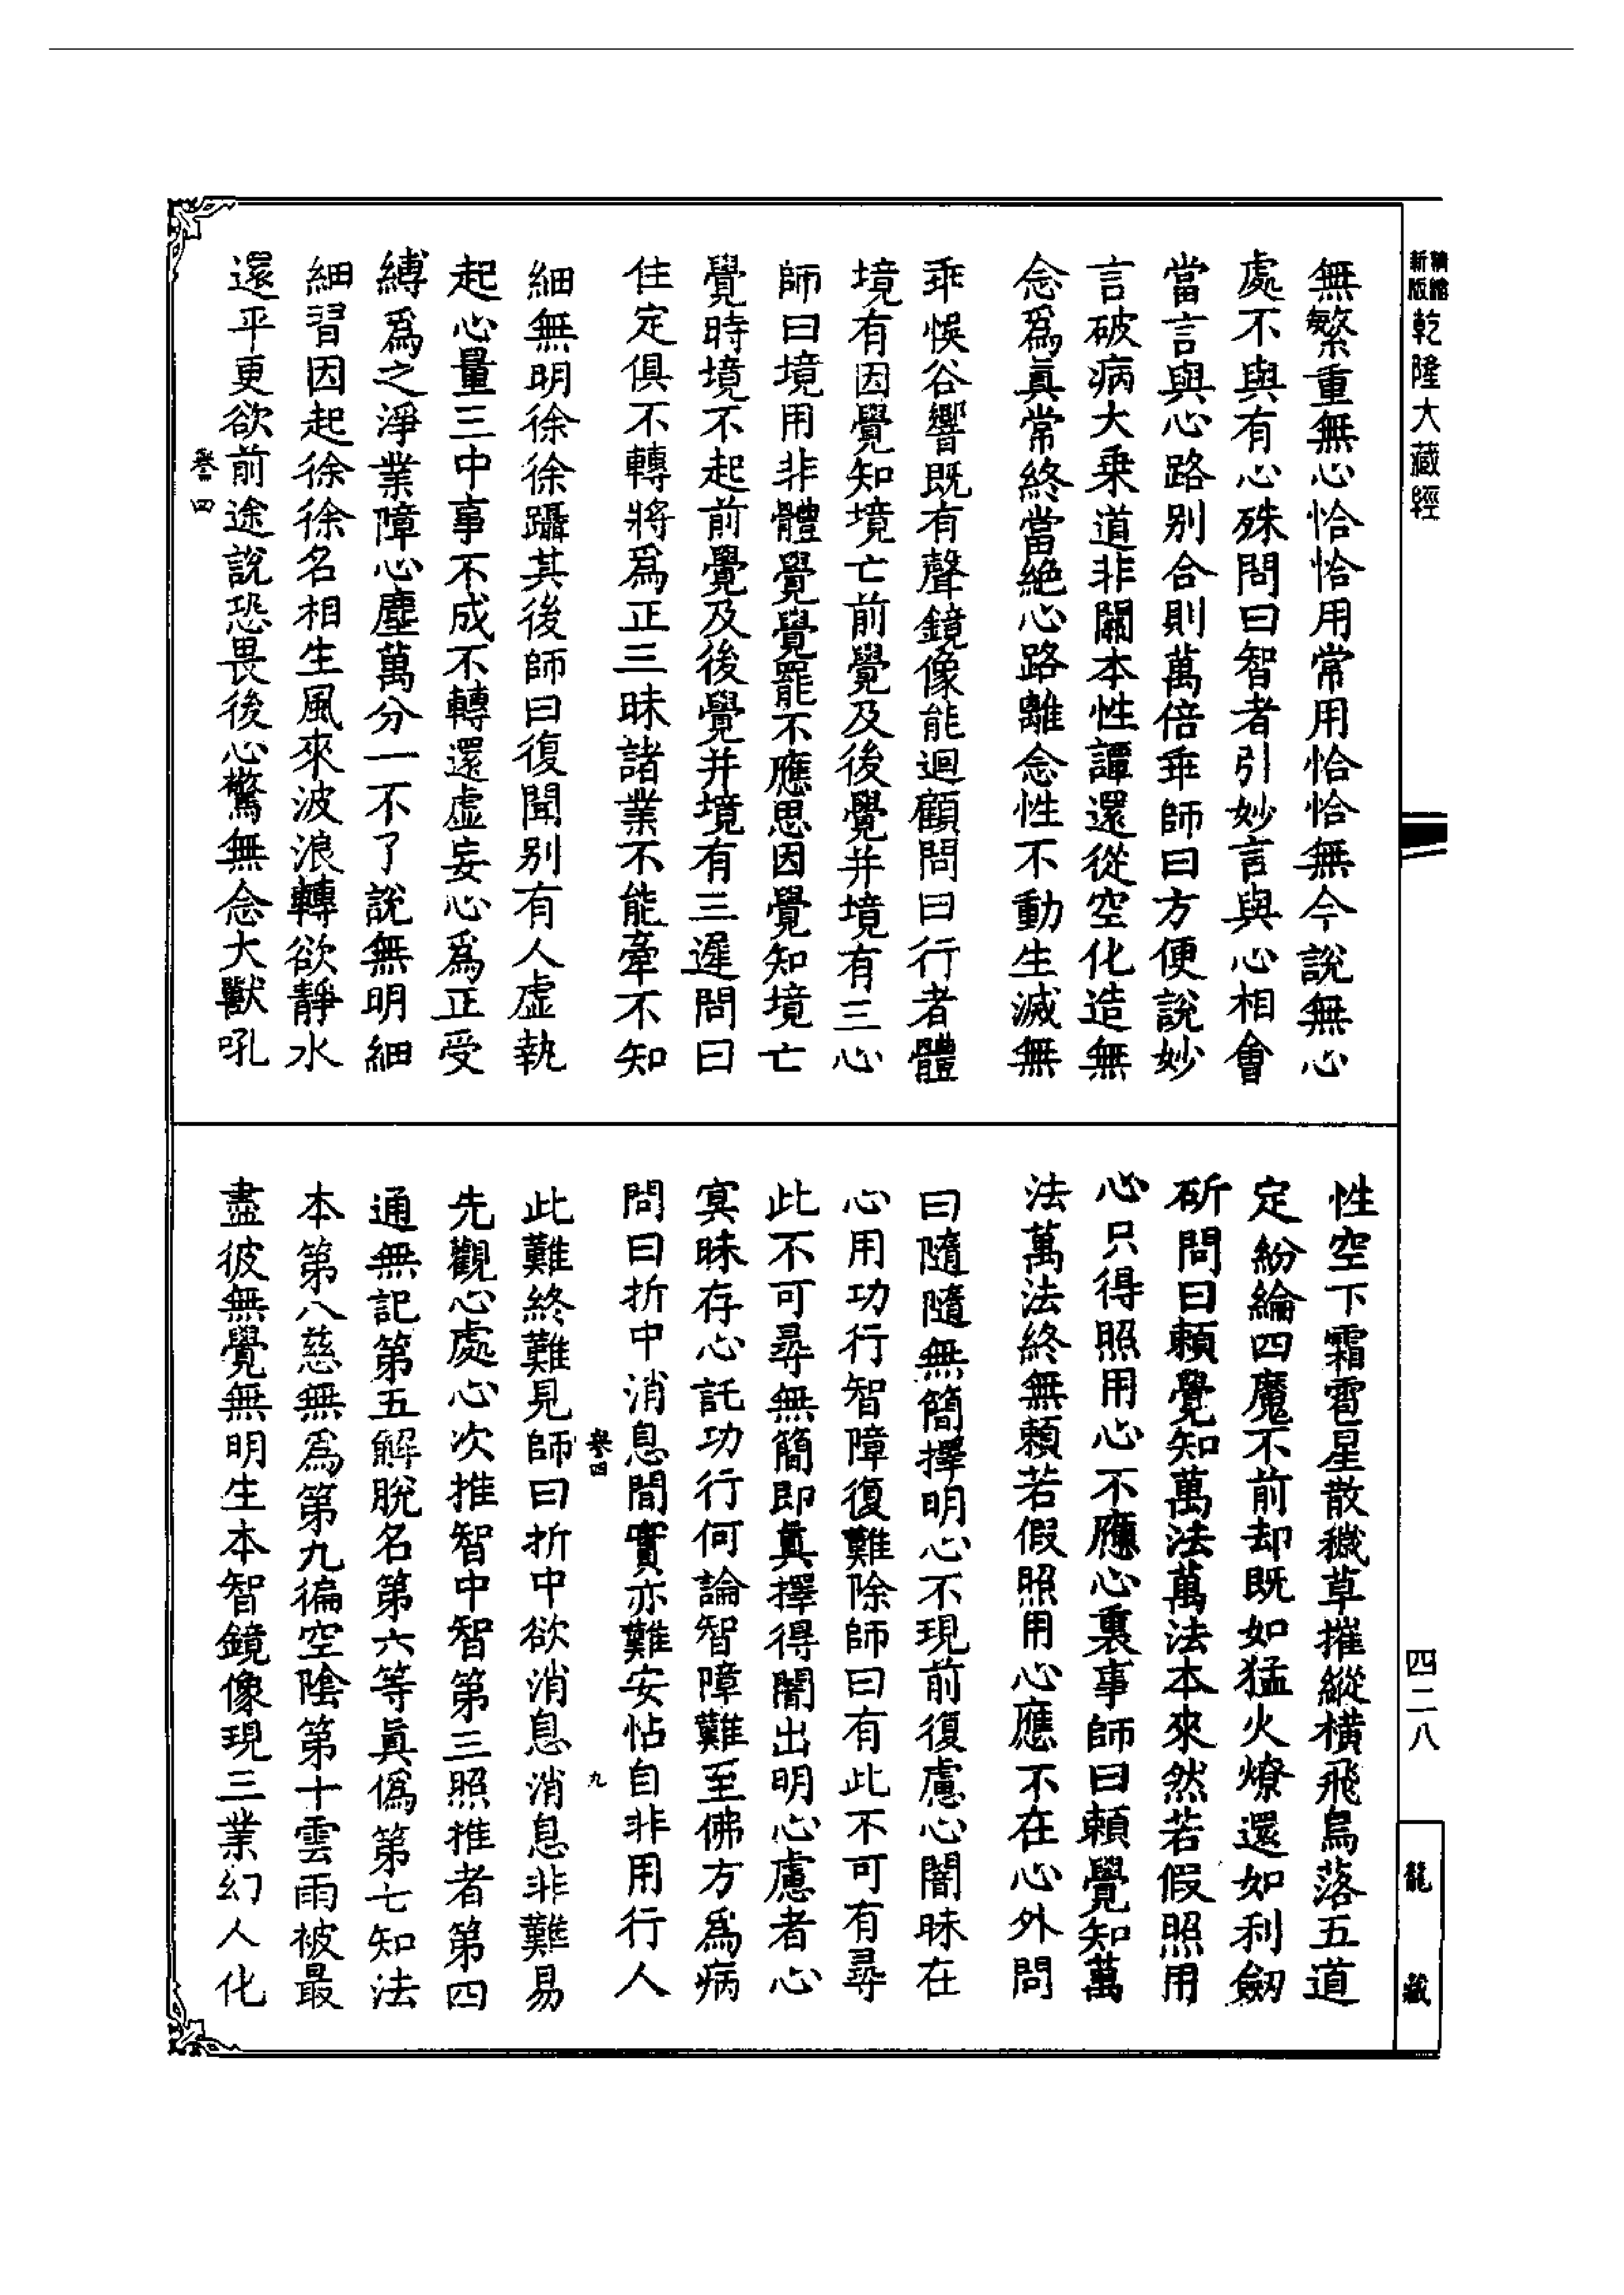 新版
精縮
乾隆大藏經
無繁重無心恰恰用常用恰恰無今說無心
處不與有心殊問曰智者引妙言與心相會
當言與心路別合則萬倍乖師曰方便說妙
言破病大乘道非關本性譚還從空化造無
念爲眞常終當絕心路離念性不動生滅無
乖悞谷響既有聲鏡像能迴顧問曰行者體
境有因覺知境亡前覺及後覺并境有三心
師曰境用非體覺覺罷不應思因覺知境亡
覺時境不起前覺及後覺并境有三遲問曰
住定俱不轉將爲正三昧諸業不能牽不知
細無明徐徐躡其後師曰復聞別有人虛執
起心量三中事不成不轉還虛妄心爲正受
縛爲之淨業障心塵萬分一不了說無明細
細習因起徐徐名相生風來波浪轉欲靜水
還平更欲前途說恐畏後心驚無念大獸吼
性空下霜雹星散穢草摧縱橫飛鳥落五道
定紛綸四魔不前却既如猛火燎還如利劒
斫問曰賴覺知萬法萬法本來然若假照用
心只得照用心不應心裏事師曰賴覺知萬
法萬法終無賴若假照用心應不在心外問
曰隨隨無簡擇明心不現前復慮心闇昧在
心用功行智障復難除師曰有此不可有尋
此不可尋無簡即眞擇得闇出明心慮者心
冥昧存心託功行何論智障難至佛方爲病
問曰折中消息間實亦難安帖自非用行人
此難終難見師曰折中欲消息消息非難易
先觀心處心次推智中智第三照推者第四
通無記第五解脫名第六等眞僞第七知法
本第八慈無爲第九徧空陰第十雲雨被最
盡彼無覺無明生本智鏡像現三業幻人化
四二八
龍
藏
四
四
九